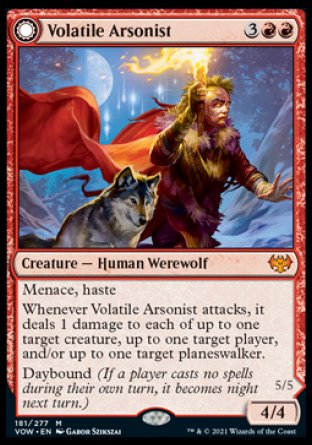 Volatile Arsonist 3
Creature — Human Werewolf
Menace, haste
Whenever Volatile Arsonist attacks, it
deals 1 damage to each of up to one
target creature, up to one target player,
and/or up to one target planeswalker.
Daybound (If a player casts no spells
during their own turn, it becomes night
next turn.)
5/5
4/4
181/277 M
VOW • EN GABOR SZIKSZAI
™ & © 2021 Wizards of the Coast